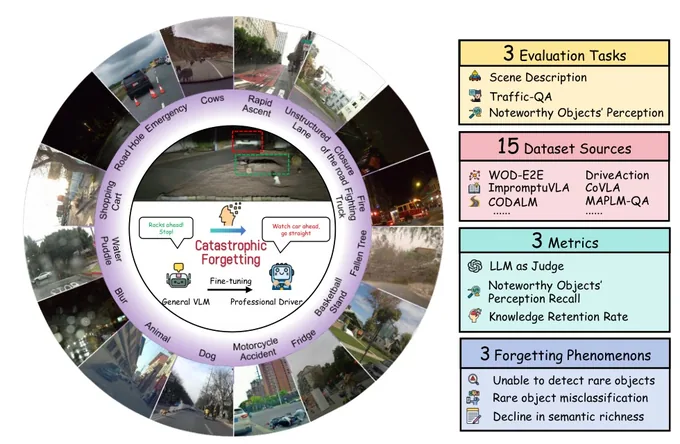 Emergency
Cows
Rapid
Ascent
Unstructured
Lane
Closure
of the road
Fire
Fighting
Truck
Fallen Tree
Basketball
Stand
Fridge
Motorcycle
Accident
Dog
Animal
Blur
Water
Puddle
Shopping
Cart
Road Hole
Rocks ahead!
Stop!
Watch car ahead,
go straight
Catastrophic
Forgetting
Fine-tuning
General VLM
Professional Driver
3 Evaluation Tasks
Scene Description
Traffic-QA
Noteworthy Objects' Perception
15 Dataset Sources
WOD-E2E DriveAction
ImpromptuVLA CoVLA
CODALM MAPLM-QA
...... ......
3 Metrics
LLM as Judge
Noteworthy Objects'
Perception Recall
Knowledge Retention Rate
3 Forgetting Phenomenons
Unable to detect rare objects
Rare object misclassification
Decline in semantic richness